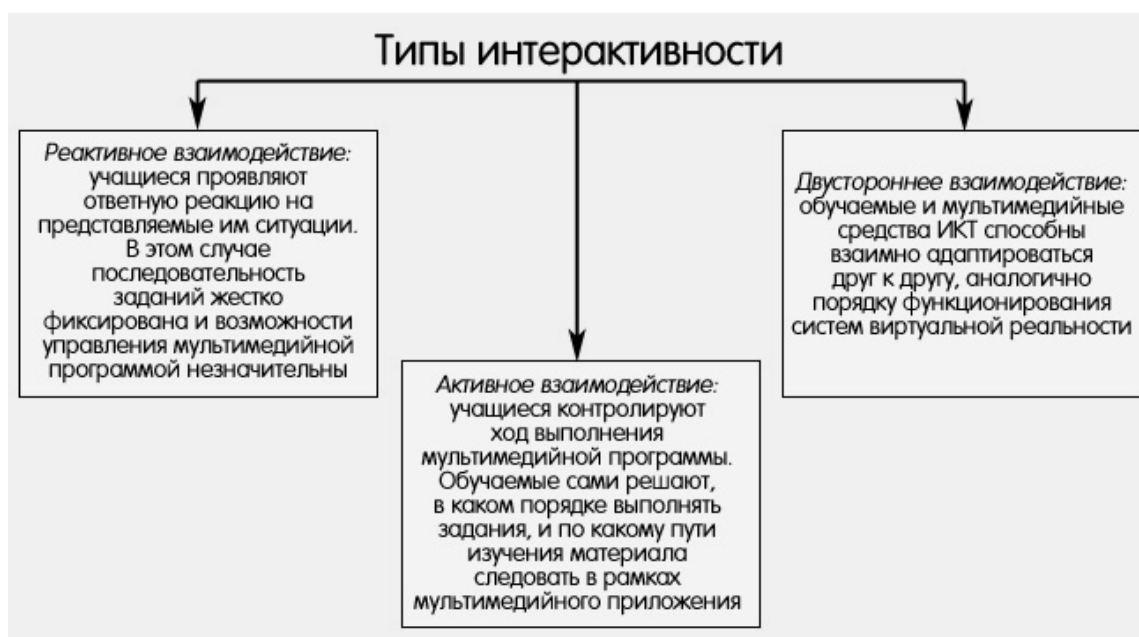 Типы интерактивности
Реактивное взаимодействие:
учащиеся проявляют
ответную реакцию на
представляемые им ситуации.
В этом случае
последовательность
заданий жестко
фиксирована и возможности
управления мультимедийной
программой незначительны
Активное взаимодействие:
учащиеся контролируют
ход выполнения
мультимедийной программы.
Обучаемые сами решают,
в каком порядке выполнять
задания, и по какому пути
изучения материала
следовать в рамках
мультимедийного приложения
Двустороннее взаимодействие:
обучаемые и мультимедийные
средства ИКТ способны
взаимно адаптироваться
друг к другу, аналогично
порядку функционирования
систем виртуальной реальности